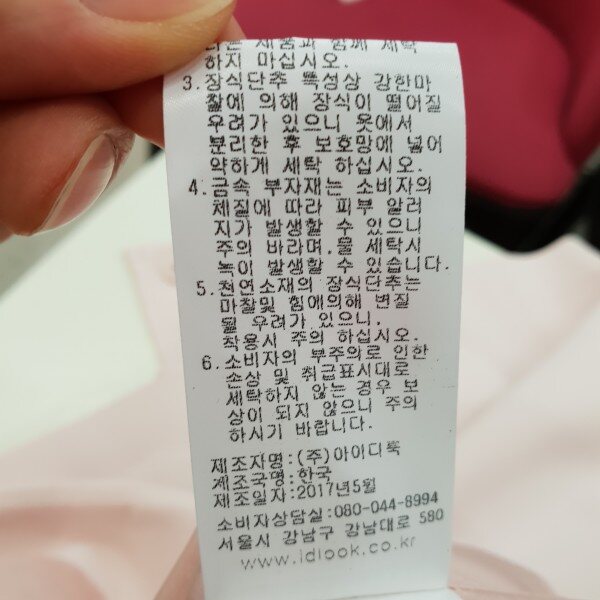 다른 제품과 함께 세탁
하지 마십시오.
3.장식단추 특성상 강한마
찰에 의해 장식이 떨어질
우려가 있으니 옷에서
분리한 후 보호망에 넣어
약하게 세탁 하십시오.
4.금속 부자재는 소비자의
체질에 따라 피부 알러
지가 발생할 수 있으니
주의 바라며,물 세탁시
녹이 발생할 수 있습니다.
5.천연소재의 장식단추는
마찰및 힘에의해 변질
될 우려가 있으니,
착용시 주의 하십시오.
6.소비자의 부주의로 인한
손상 및 취급표시대로
세탁하지 않는 경우 보
상이 되지 않으니 주의
하시기 바랍니다.
제조자명:(주)아이디룩
제조국명:한국
제조일자:2017년5월
소비자상담실:080-044-8994
서울시 강남구 강남대로 580
www.idlook.co.kr